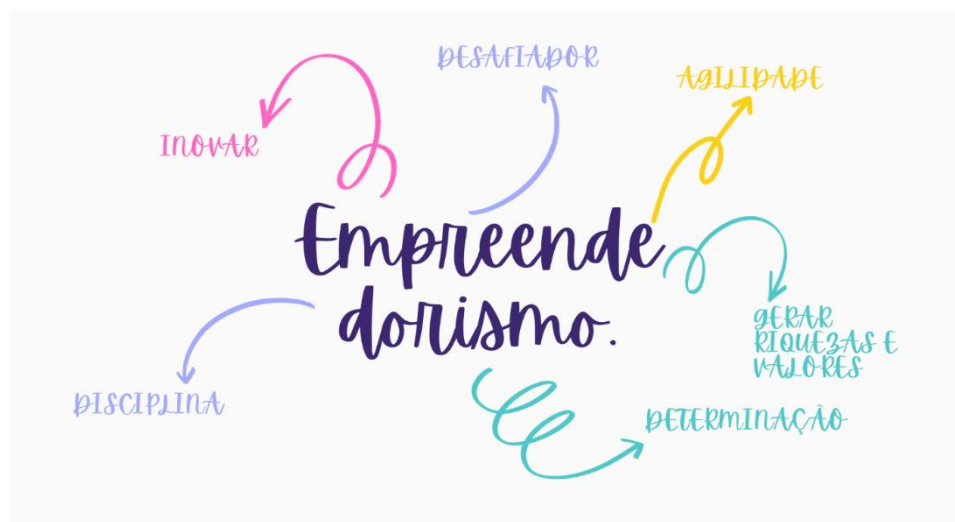 DESAFIADOR
AGILIDADE
INOVAR
Empreende
dorismo.
GERAR
RIQUEZAS E
VALORES
DISCIPLINA
DETERMINAÇÃO